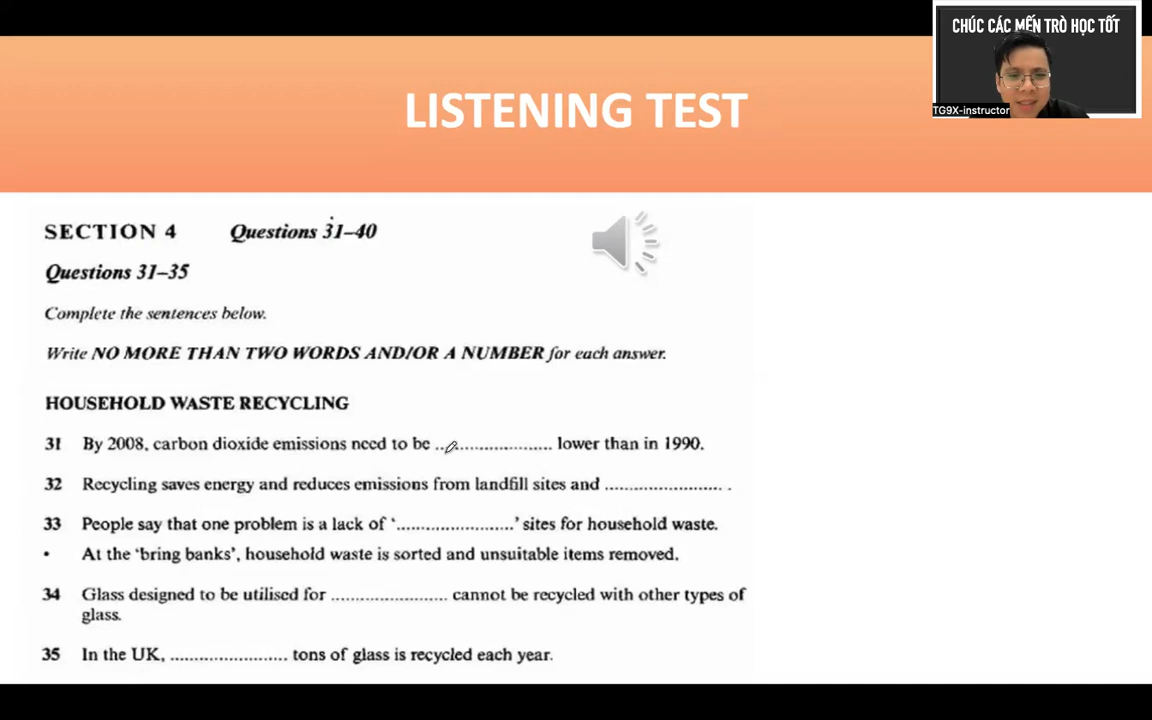 CHÚC CÁC MẾN TRÒ HỌC TỐT
TG9X-instructor
LISTENING TEST
SECTION 4 Questions 31–40
Questions 31–35
Complete the sentences below.
Write NO MORE THAN TWO WORDS AND/OR A NUMBER for each answer.
HOUSEHOLD WASTE RECYCLING
31 By 2008, carbon dioxide emissions need to be ........................ lower than in 1990.
32 Recycling saves energy and reduces emissions from landfill sites and ........................ .
33 People say that one problem is a lack of ‘........................’ sites for household waste.
• At the ‘bring banks’, household waste is sorted and unsuitable items removed.
34 Glass designed to be utilised for ........................ cannot be recycled with other types of
glass.
35 In the UK, ........................ tons of glass is recycled each year.